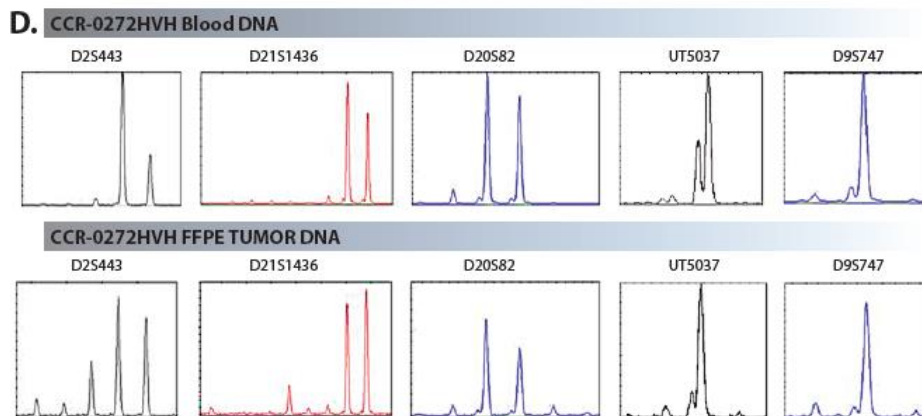 D. CCR-0272HVH Blood DNA
D2S443 D21S1436 D20S82 UT5037 D9S747
CCR-0272HVH FFPE TUMOR DNA
D2S443 D21S1436 D20S82 UT5037 D9S747